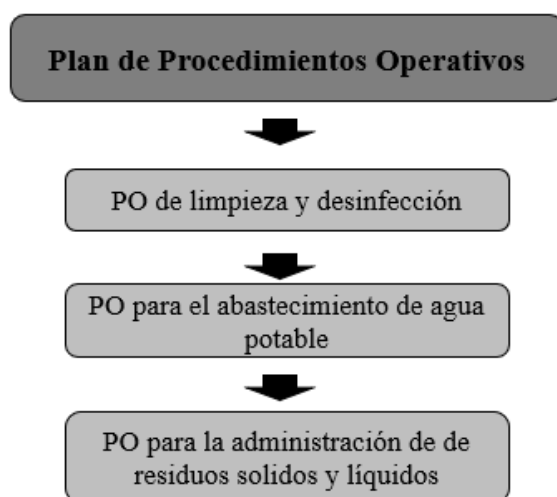 Plan de Procedimientos Operativos
PO de limpieza y desinfección
PO para el abastecimiento de agua
potable
PO para la administración de de
residuos solidos y líquidos